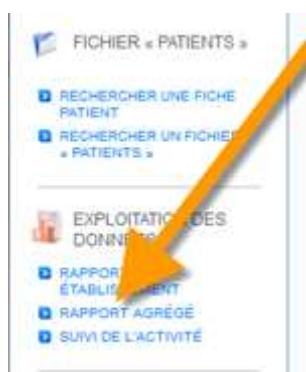 FICHIER « PATIENTS »
RECHERCHER UNE FICHE
PATIENT
RECHERCHER UN FICHIER
« PATIENTS »
EXPLOITATION DES
DONNÉES
RAPPORT
ÉTABLISSEMENT
RAPPORT AGRÉGÉ
SUIVI DE L'ACTIVITÉ